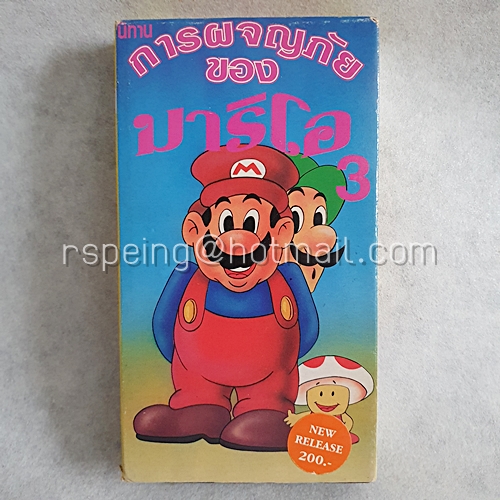 นิทาน
การผจญภัย
ของ
มาริโอ
3
M
rspeing@hotmail.com
NEW
RELEASE
200.-